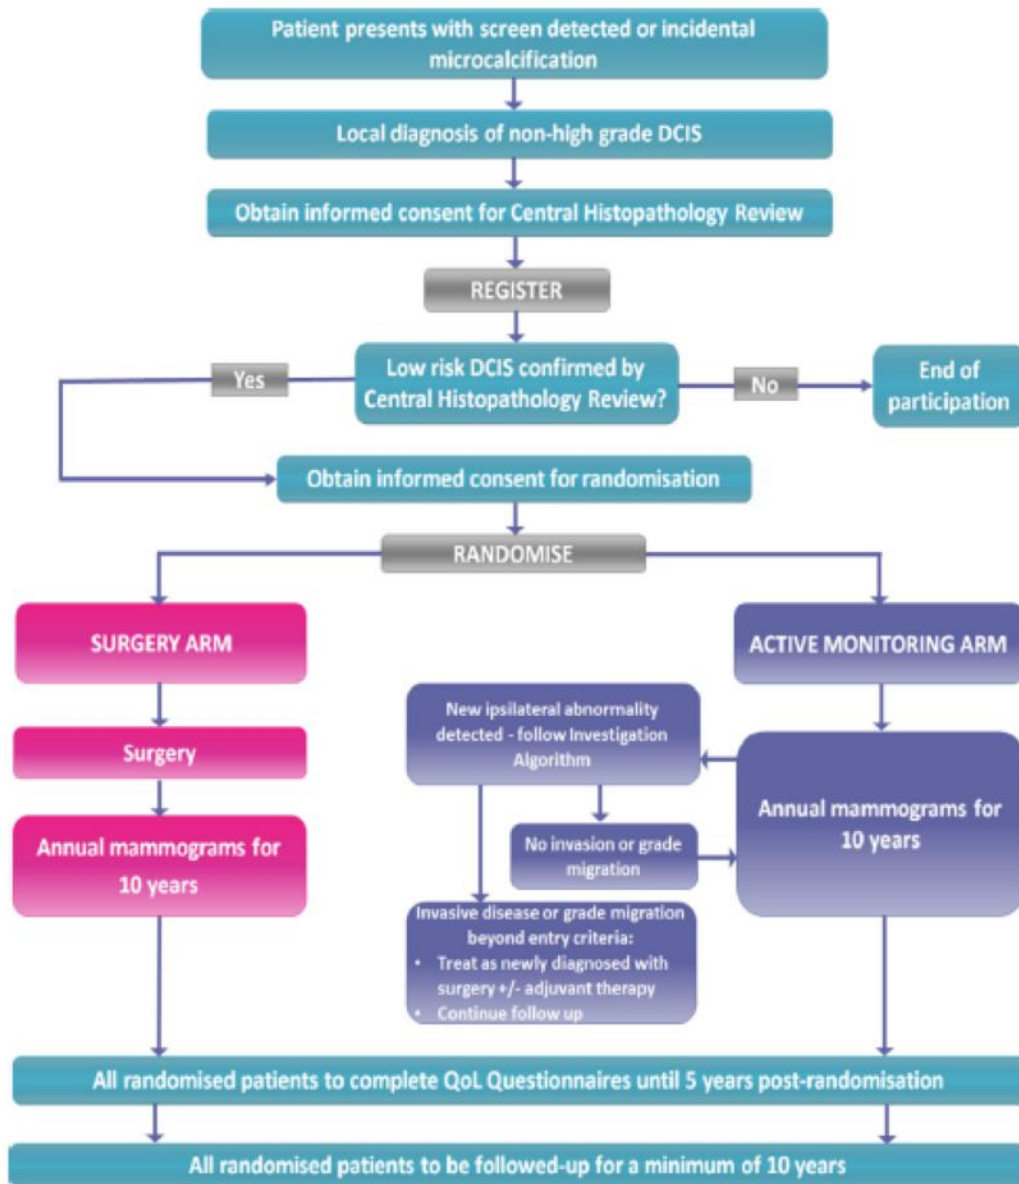 Patient presents with screen detected or incidental
microcalcification
Local diagnosis of non-high grade DCIS
Obtain informed consent for Central Histopathology Review
REGISTER
Yes
Low risk DCIS confirmed by
Central Histopathology Review?
No
End of
participation
Obtain informed consent for randomisation
RANDOMISE
SURGERY ARM
Surgery
Annual mammograms for
10 years
ACTIVE MONITORING ARM
New ipsilateral abnormality
detected - follow Investigation
Algorithm
Annual mammograms for
10 years
No invasion or grade
migration
Invasive disease or grade migration
beyond entry criteria:
• Treat as newly diagnosed with
surgery +/- adjuvant therapy
• Continue follow up
All randomised patients to complete QoL Questionnaires until 5 years post-randomisation
All randomised patients to be followed-up for a minimum of 10 years